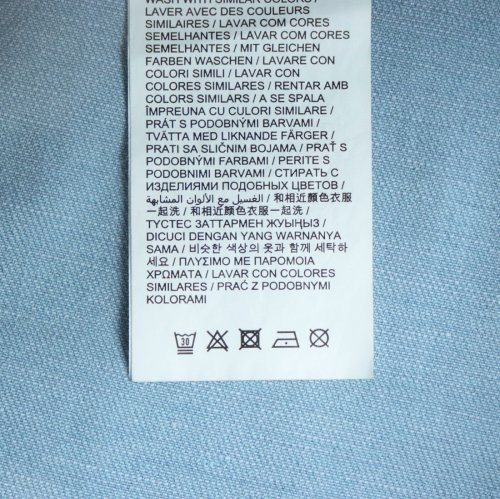 WASH WITH SIMILAR COLORS /
LAVER AVEC DES COULEURS
SIMILAIRES / LAVAR COM CORES
SEMELHANTES / LAVAR COM CORES
SEMELHANTES / MIT GLEICHEN
FARBEN WASCHEN / LAVARE CON
COLORI SIMILI / LAVAR CON
COLORES SIMILARES / RENTAR AMB
COLORS SIMILARS / A SE SPALA
ÎMPREUNA CU CULORI SIMILARE /
PRÁT S PODOBNÝMI BARVAMI /
TVÄTTA MED LIKNANDE FÄRGER /
PRATI SA SLIČNIM BOJAMA / PRAŤ S
PODOBNÝMI FARBAMI / PERITE S
PODOBNIMI BARVAMI / СТИРАТЬ С
ИЗДЕЛИЯМИ ПОДОБНЫХ ЦВЕТОВ /
الغسيل مع الألوان المشابهة / 和相近顏色衣服
一起洗 / 和相近颜色衣服一起洗 /
ТҮСТЕС ЗАТТАРМЕН ЖУЫҢЫЗ /
DICUCI DENGAN YANG WARNANYA
SAMA / 비슷한 색상의 옷과 함께 세탁하
세요 / ΠΛΥΣΙΜΟ ΜΕ ΠΑΡΟΜΟΙΑ
ΧΡΩΜΑΤΑ / LAVAR CON COLORES
SIMILARES / PRAĆ Z PODOBNYMI
KOLORAMI
30